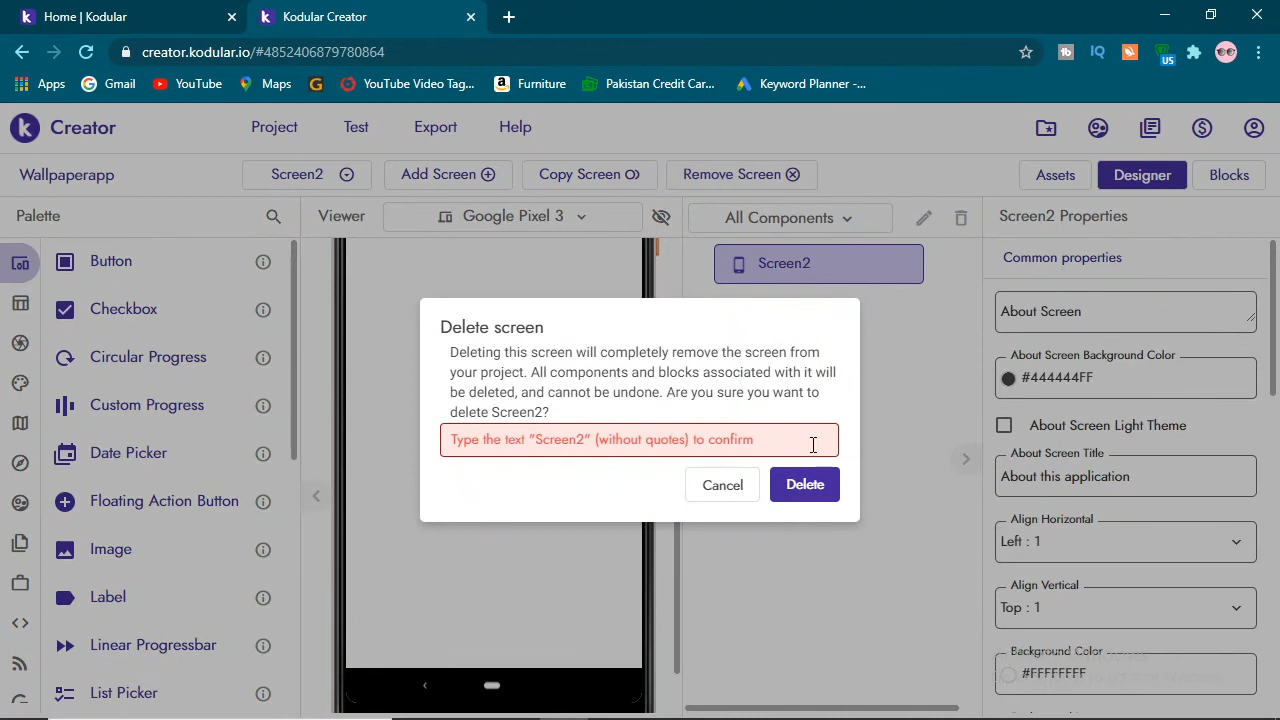 Home | Kodular
Kodular Creator
creator.kodular.io/#4852406879780864
US
Apps
Gmail
YouTube
Maps
YouTube Video Tag...
Furniture
Pakistan Credit Car...
Keyword Planner -...
Creator
Project
Test
Export
Help
Wallpaperapp
Screen2
Add Screen
Copy Screen
Remove Screen
Assets
Designer
Blocks
Palette
Viewer
Google Pixel 3
All Components
Screen2 Properties
Button
Checkbox
Circular Progress
Custom Progress
Date Picker
Floating Action Button
Image
Label
Linear Progressbar
List Picker
Screen2
Delete screen
Deleting this screen will completely remove the screen from
your project. All components and blocks associated with it will
be deleted, and cannot be undone. Are you sure you want to
delete Screen2?
Type the text "Screen2" (without quotes) to confirm
Cancel
Delete
Common properties
About Screen
About Screen Background Color
#444444FF
About Screen Light Theme
About Screen Title
About this application
Align Horizontal
Left : 1
Align Vertical
Top : 1
Background Color
#FFFFFFFF